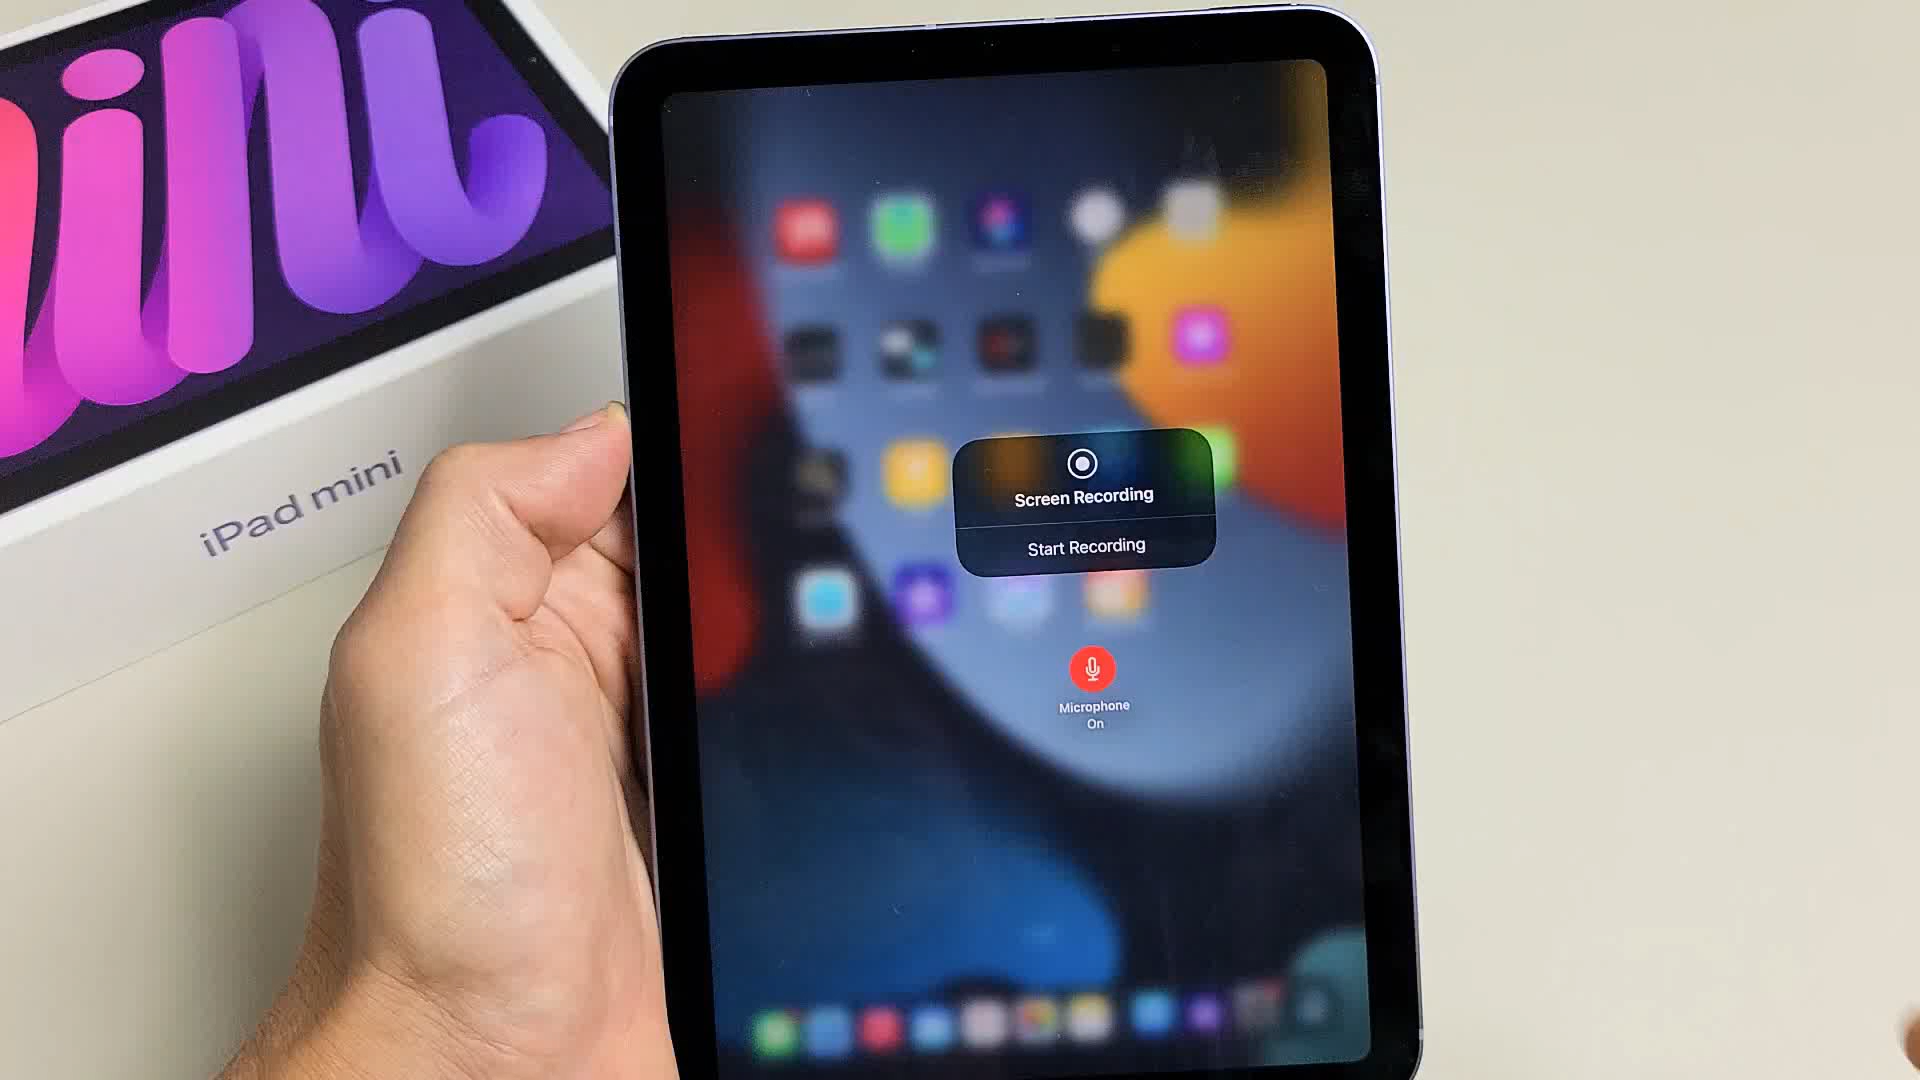 mini
iPad mini
Screen Recording
Start Recording
Microphone
On